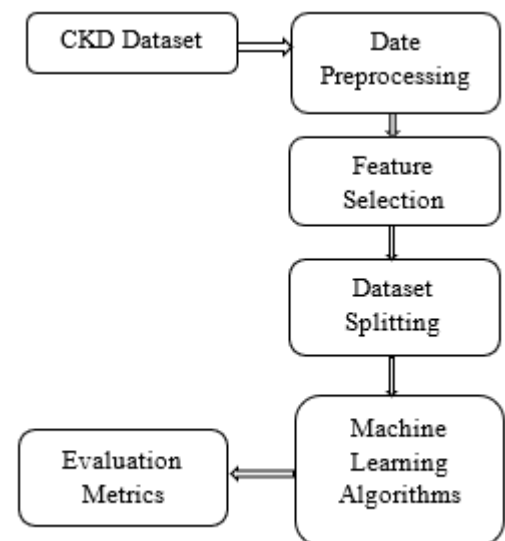 CKD Dataset
Date
Preprocessing
Feature
Selection
Dataset
Splitting
Machine
Learning
Algorithms
Evaluation
Metrics